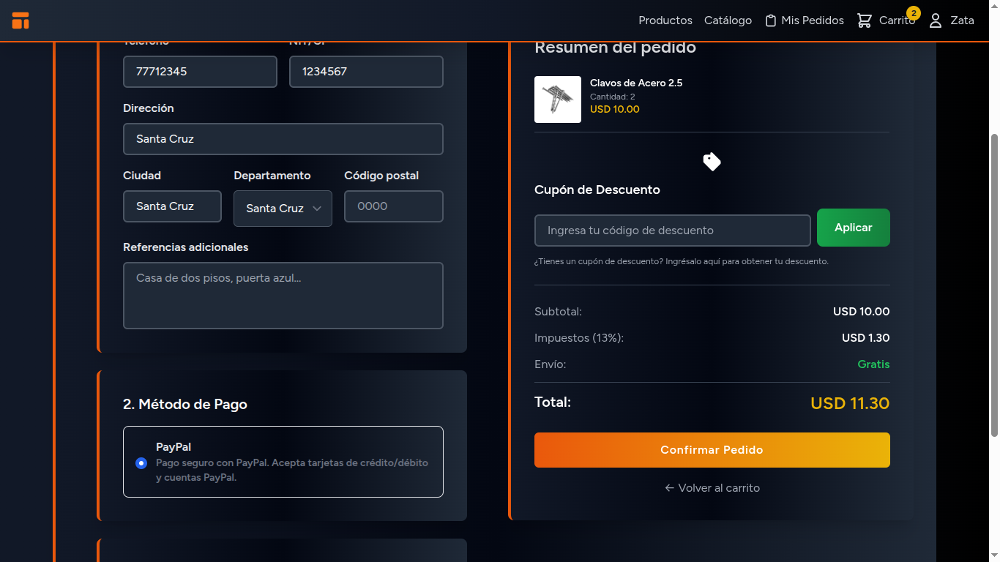 Productos
Catálogo
Mis Pedidos
Carrito
2
Zata
Teléfono
NIT/CI
77712345
1234567
Dirección
Santa Cruz
Ciudad
Departamento
Código postal
Santa Cruz
Santa Cruz
0000
Referencias adicionales
Casa de dos pisos, puerta azul...
2. Método de Pago
PayPal
Pago seguro con PayPal. Acepta tarjetas de crédito/débito
y cuentas PayPal.
Resumen del pedido
Clavos de Acero 2.5
Cantidad: 2
USD 10.00
Cupón de Descuento
Ingresa tu código de descuento
Aplicar
¿Tienes un cupón de descuento? Ingrésalo aquí para obtener tu descuento.
Subtotal:
USD 10.00
Impuestos (13%):
USD 1.30
Envío:
Gratis
Total:
USD 11.30
Confirmar Pedido
← Volver al carrito